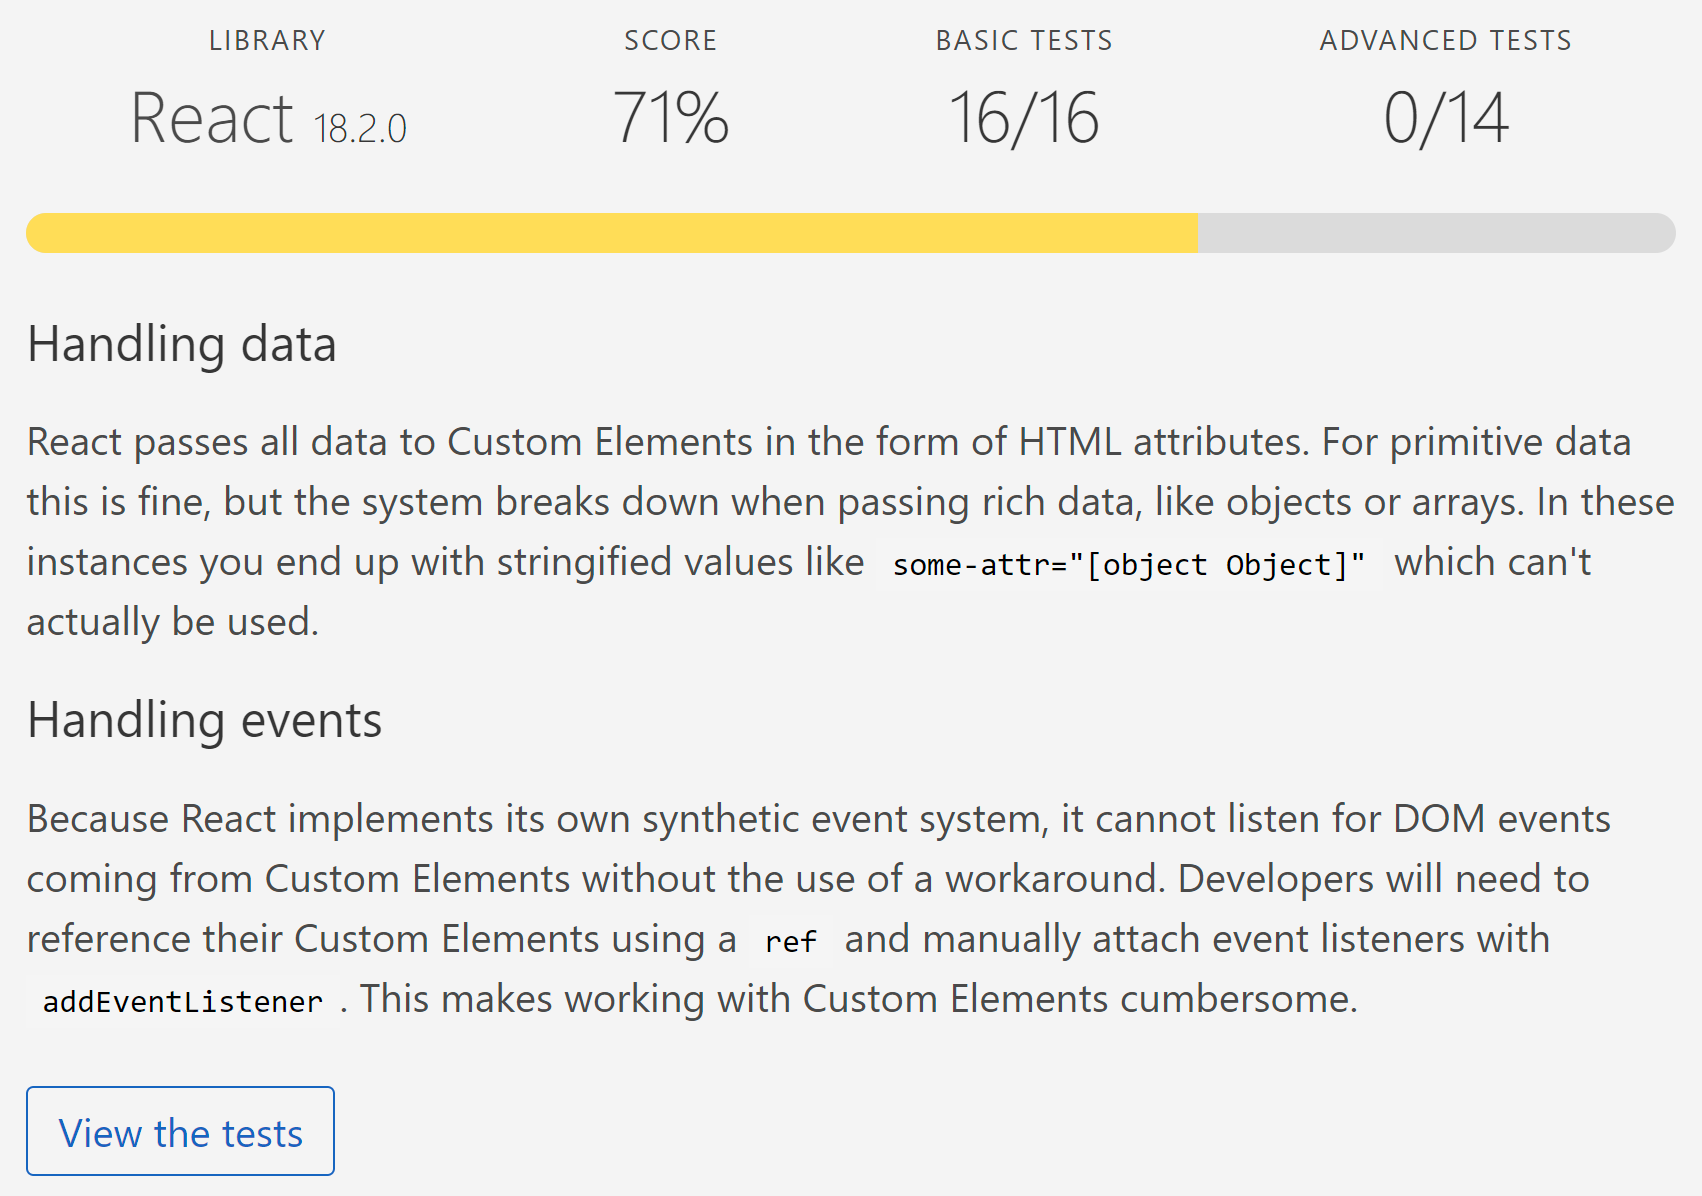 LIBRARY SCORE BASIC TESTS ADVANCED TESTS
React 18.2.0 71% 16/16 0/14
Handling data
React passes all data to Custom Elements in the form of HTML attributes. For primitive data
this is fine, but the system breaks down when passing rich data, like objects or arrays. In these
instances you end up with stringified values like some-attr="[object Object]" which can't
actually be used.
Handling events
Because React implements its own synthetic event system, it cannot listen for DOM events
coming from Custom Elements without the use of a workaround. Developers will need to
reference their Custom Elements using a ref and manually attach event listeners with
addEventListener. This makes working with Custom Elements cumbersome.
View the tests